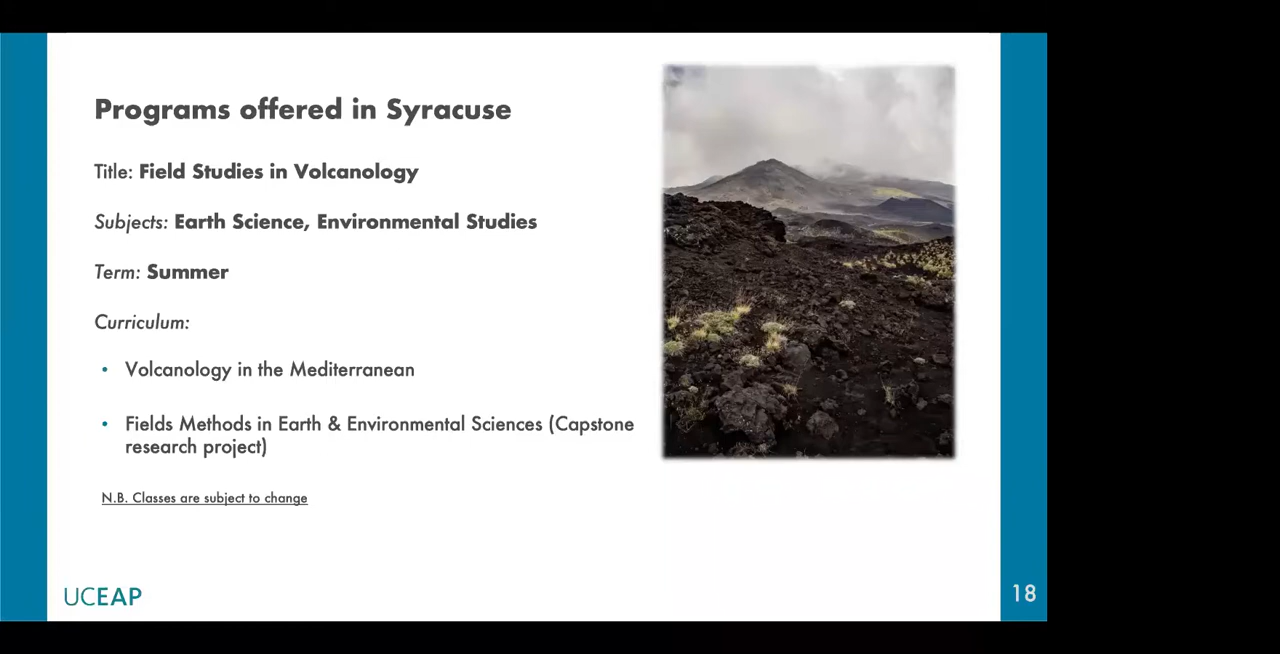 Programs offered in Syracuse
Title: Field Studies in Volcanology
Subjects: Earth Science, Environmental Studies
Term: Summer
Curriculum:
• Volcanology in the Mediterranean
• Fields Methods in Earth & Environmental Sciences (Capstone
research project)
N.B. Classes are subject to change
UCEAP
18